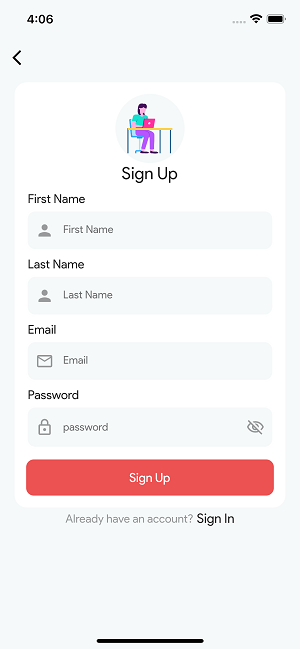 4:06
Sign Up
First Name
First Name
Last Name
Last Name
Email
Email
Password
password
Sign Up
Already have an account? Sign In